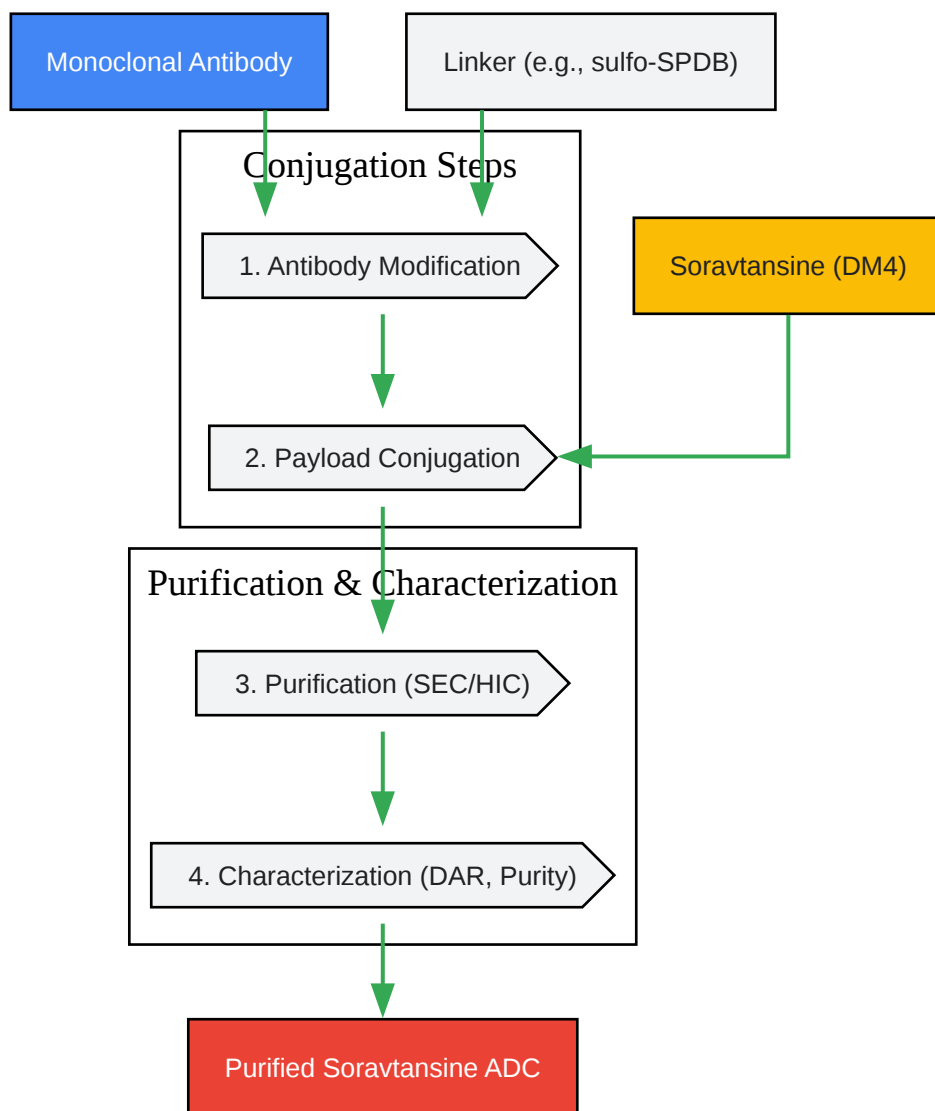 Monoclonal Antibody
Linker (e.g., sulfo-SPDB)
Conjugation Steps
1. Antibody Modification
Soravtansine (DM4)
2. Payload Conjugation
Purification & Characterization
3. Purification (SEC/HIC)
4. Characterization (DAR, Purity)
Purified Soravtansine ADC